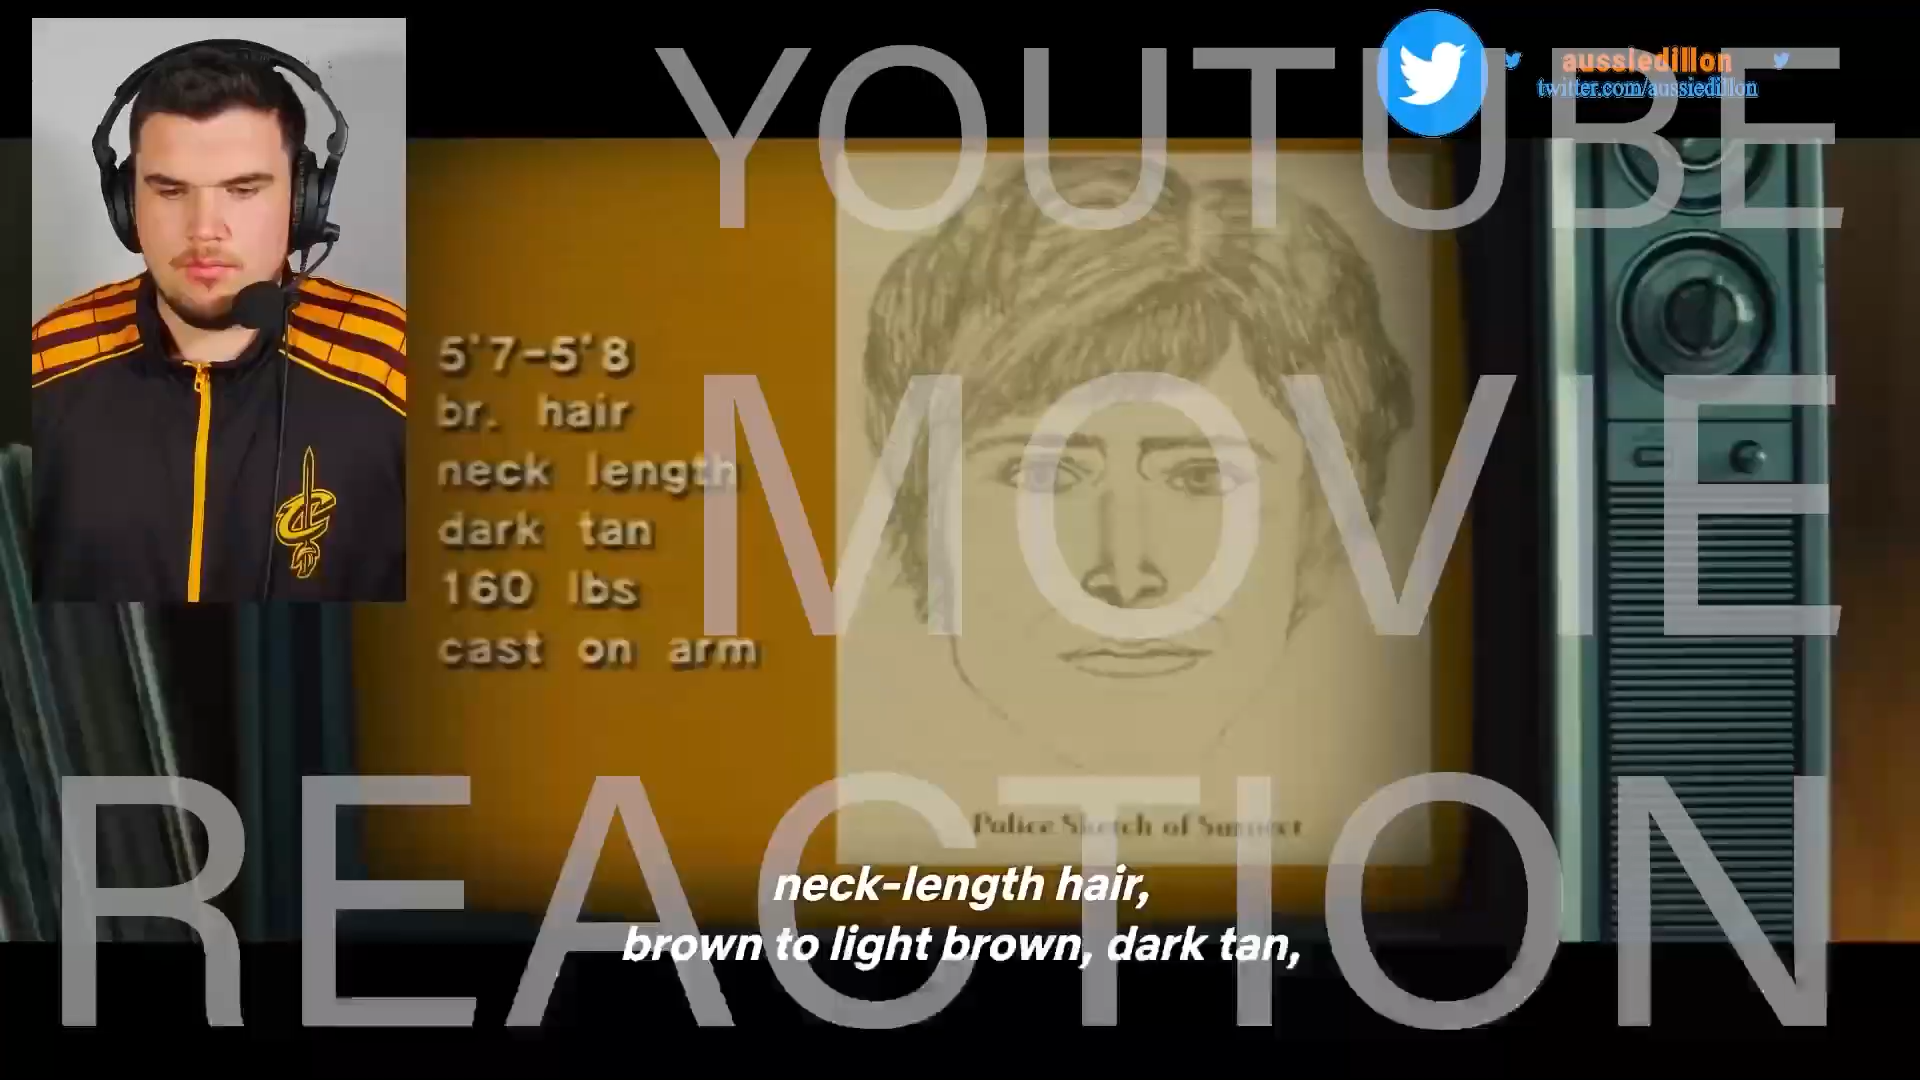 YOUTUBE
aussiedillon
twitter.com/aussiedillon
5'7-5'8
br. hair
neck length
dark tan
160 lbs
cast on arm
MOVIE
Police Sketch of Suspect
neck-length hair,
brown to light brown, dark tan,
REACTION